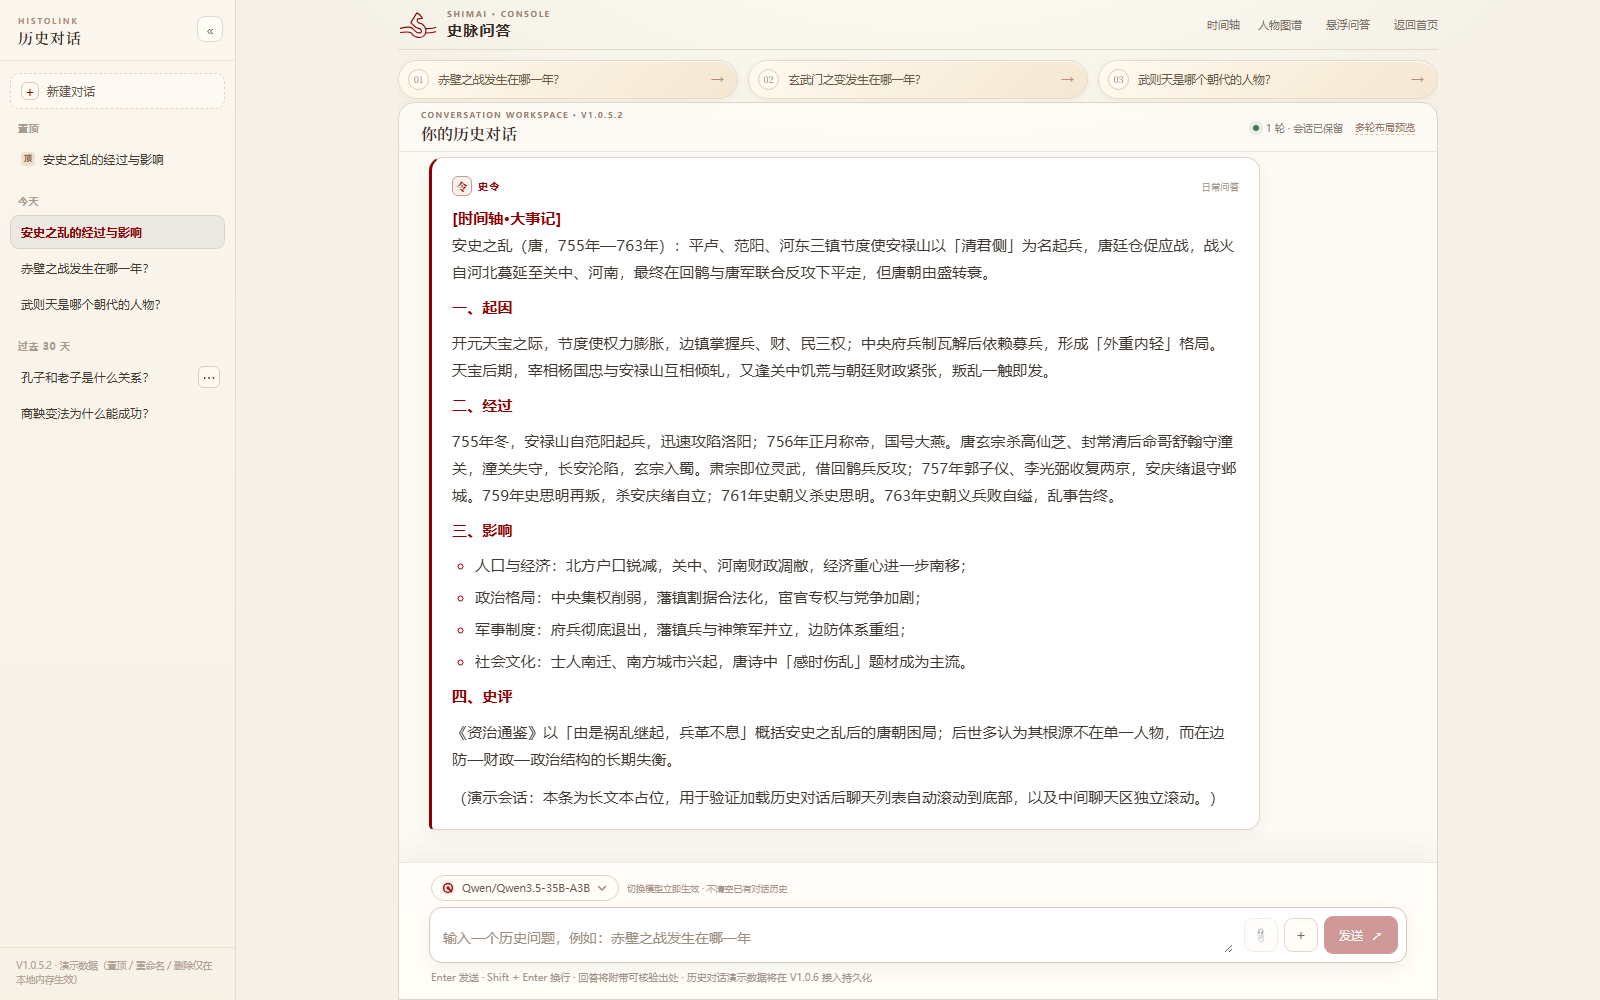 HISTOLINK
历史对话
«
+ 新建对话
置顶
顶 安史之乱的经过与影响
今天
安史之乱的经过与影响
赤壁之战发生在哪一年?
武则天是哪个朝代的人物?
过去 30 天
孔子和老子是什么关系?
商鞅变法为什么能成功?
V1.0.5.2 · 演示数据(置顶 / 重命名 / 删除仅在
本地内存生效)
SHIMAI • CONSOLE
史脉问答
时间轴 人物图谱 悬浮问答 返回首页
01 赤壁之战发生在哪一年? →
02 玄武门之变发生在哪一年? →
03 武则天是哪个朝代的人物? →
CONVERSATION WORKSPACE • V1.0.5.2
你的历史对话
1 轮 · 会话已保留 多轮布局预览
令 史令
日常问答
[时间轴•大事记]
安史之乱(唐,755年—763年):平卢、范阳、河东三镇节度使安禄山以「清君侧」为名起兵,唐廷仓促应战,战火
自河北蔓延至关中、河南,最终在回鹘与唐军联合反攻下平定,但唐朝由盛转衰。
一、起因
开元天宝之际,节度使权力膨胀,边镇掌握兵、财、民三权;中央府兵制瓦解后依赖募兵,形成「外重内轻」格局。
天宝后期,宰相杨国忠与安禄山互相倾轧,又逢关中饥荒与朝廷财政紧张,叛乱一触即发。
二、经过
755年冬,安禄山自范阳起兵,迅速攻陷洛阳;756年正月称帝,国号大燕。唐玄宗杀高仙芝、封常清后命哥舒翰守潼
关,潼关失守,长安沦陷,玄宗入蜀。肃宗即位灵武,借回鹘兵反攻;757年郭子仪、李光弼收复两京,安庆绪退守邺
城。759年史思明再叛,杀安庆绪自立;761年史朝义杀史思明。763年史朝义兵败自缢,乱事告终。
三、影响
人口与经济:北方户口锐减,关中、河南财政凋敝,经济重心进一步南移;
政治格局:中央集权削弱,藩镇割据合法化,宦官专权与党争加剧;
军事制度:府兵彻底退出,藩镇兵与神策军并立,边防体系重组;
社会文化:士人南迁、南方城市兴起,唐诗中「感时伤乱」题材成为主流。
四、史评
《资治通鉴》以「由是祸乱继起,兵革不息」概括安史之乱后的唐朝困局;后世多认为其根源不在单一人物,而在边
防—财政—政治结构的长期失衡。
(演示会话:本条为长文本占位,用于验证加载历史对话后聊天列表自动滚动到底部,以及中间聊天区独立滚动。)
Qwen/Qwen3.5-35B-A3B 切换模型立即生效 · 不清空已有对话历史
输入一个历史问题,例如:赤壁之战发生在哪一年
+
发送 ↗
Enter 发送 · Shift + Enter 换行 · 回答将附带可核验出处 · 历史对话演示数据将在 V1.0.6 接入持久化